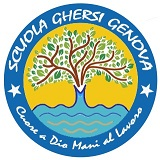 SCUOLA GHERSI GENOVA
Cuore a Dio Mani al Lavoro